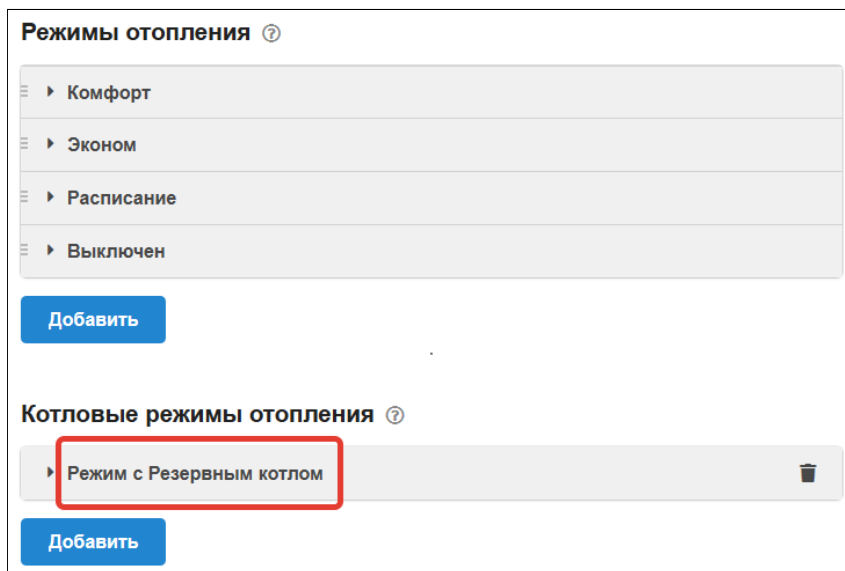 Режимы отопления ?
Комфорт
Эконом
Расписание
Выключен
Добавить
Котловые режимы отопления ?
Режим с Резервным котлом
Добавить